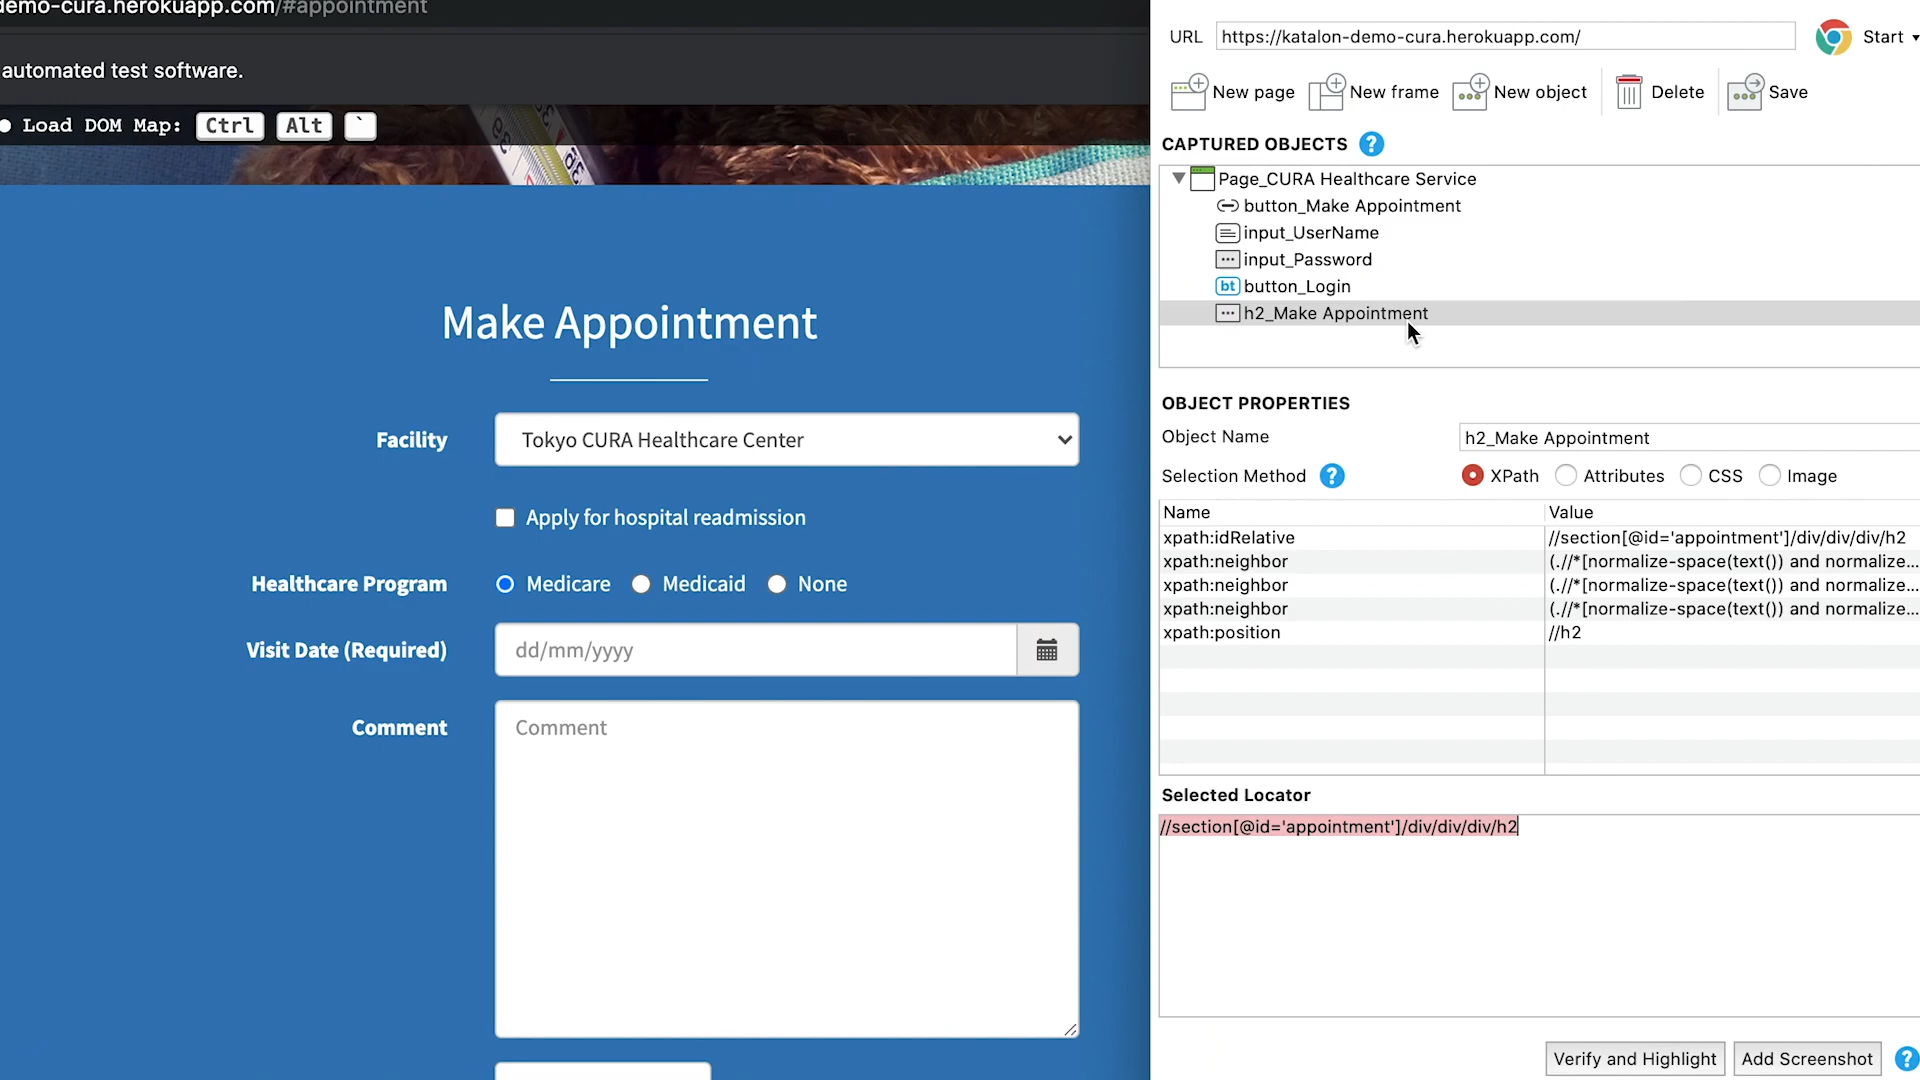 demo-cura.herokuapp.com/#appointment
automated test software.
Load DOM Map: Ctrl Alt `
Make Appointment
Facility
Tokyo CURA Healthcare Center
Apply for hospital readmission
Healthcare Program
Medicare
Medicaid
None
Visit Date (Required)
dd/mm/yyyy
Comment
Comment
URL
https://katalon-demo-cura.herokuapp.com/
Start
New page
New frame
New object
Delete
Save
CAPTURED OBJECTS ?
Page_CURA Healthcare Service
button_Make Appointment
input_UserName
input_Password
bt button_Login
h2_Make Appointment
OBJECT PROPERTIES
Object Name
h2_Make Appointment
Selection Method ?
XPath
Attributes
CSS
Image
Name Value
xpath:idRelative //section[@id='appointment']/div/div/div/h2
xpath:neighbor (.//*[normalize-space(text()) and normalize...
xpath:neighbor (.//*[normalize-space(text()) and normalize...
xpath:neighbor (.//*[normalize-space(text()) and normalize...
xpath:position //h2
Selected Locator
//section[@id='appointment']/div/div/div/h2
Verify and Highlight
Add Screenshot
?